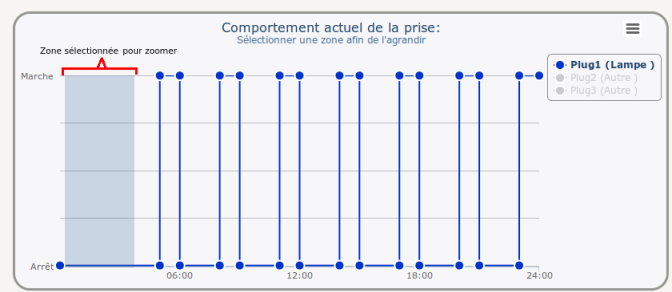 Comportement actuel de la prise:
Sélectionner une zone afin de l'agrandir
Zone sélectionnée pour zoomer
Plug1 (Lampe )
Plug2 (Autre )
Plug3 (Autre )
Marche
Arrêt
06:00 12:00 18:00 24:00